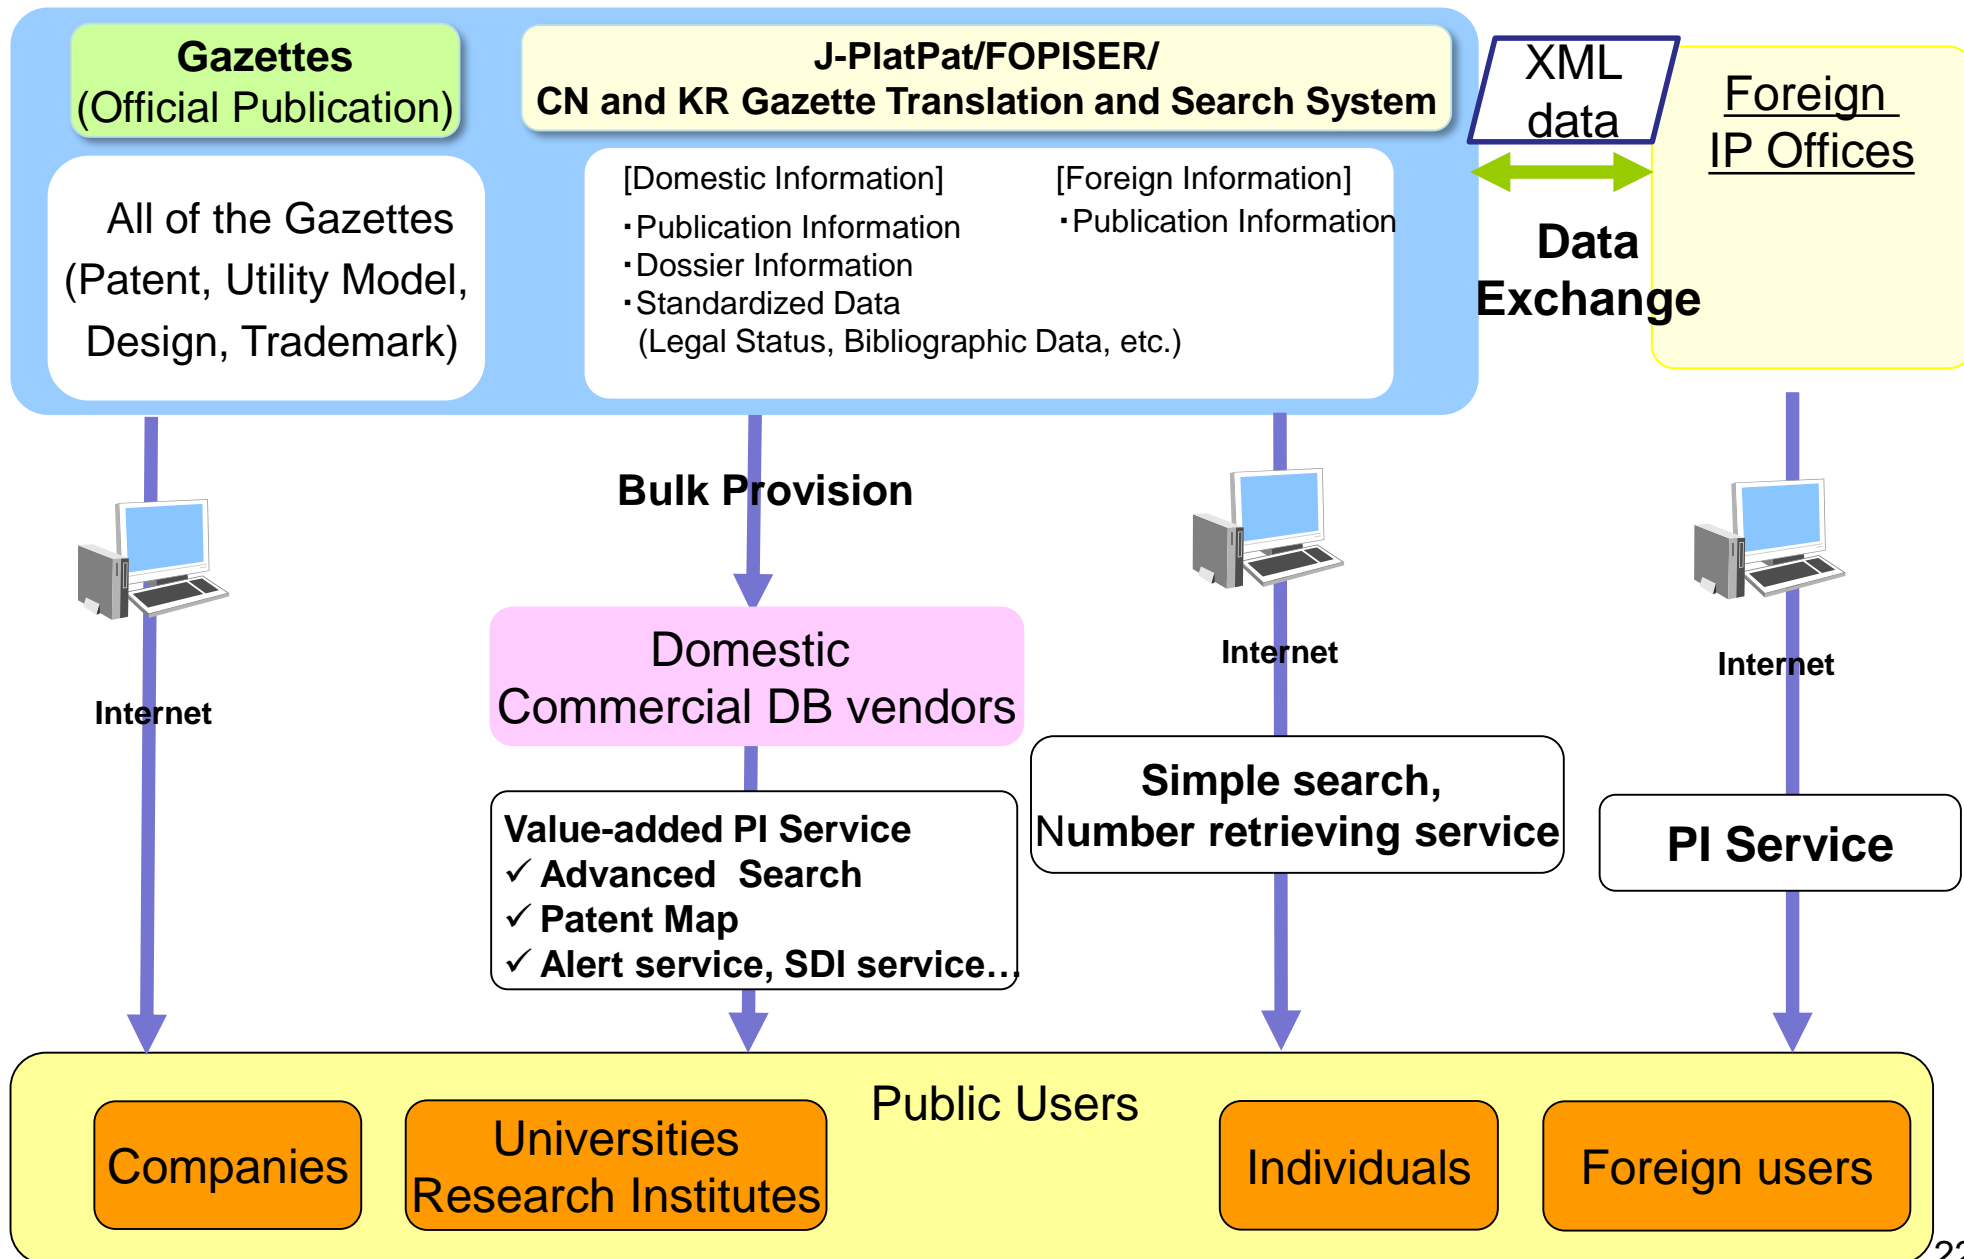 Gazettes
(Official Publication)
J-PlatPat/FOPISER/
CN and KR Gazette Translation and Search System
XML
data
Foreign
IP Offices
All of the Gazettes
(Patent, Utility Model,
Design, Trademark)
[Domestic Information]
・Publication Information
・Dossier Information
・Standardized Data
(Legal Status, Bibliographic Data, etc.)
[Foreign Information]
・Publication Information
Data
Exchange
Bulk Provision
Internet
Domestic
Commercial DB vendors
Internet
Internet
Value-added PI Service
✓ Advanced Search
✓ Patent Map
✓ Alert service, SDI service…
Simple search,
Number retrieving service
PI Service
Public Users
Companies
Universities
Research Institutes
Individuals
Foreign users